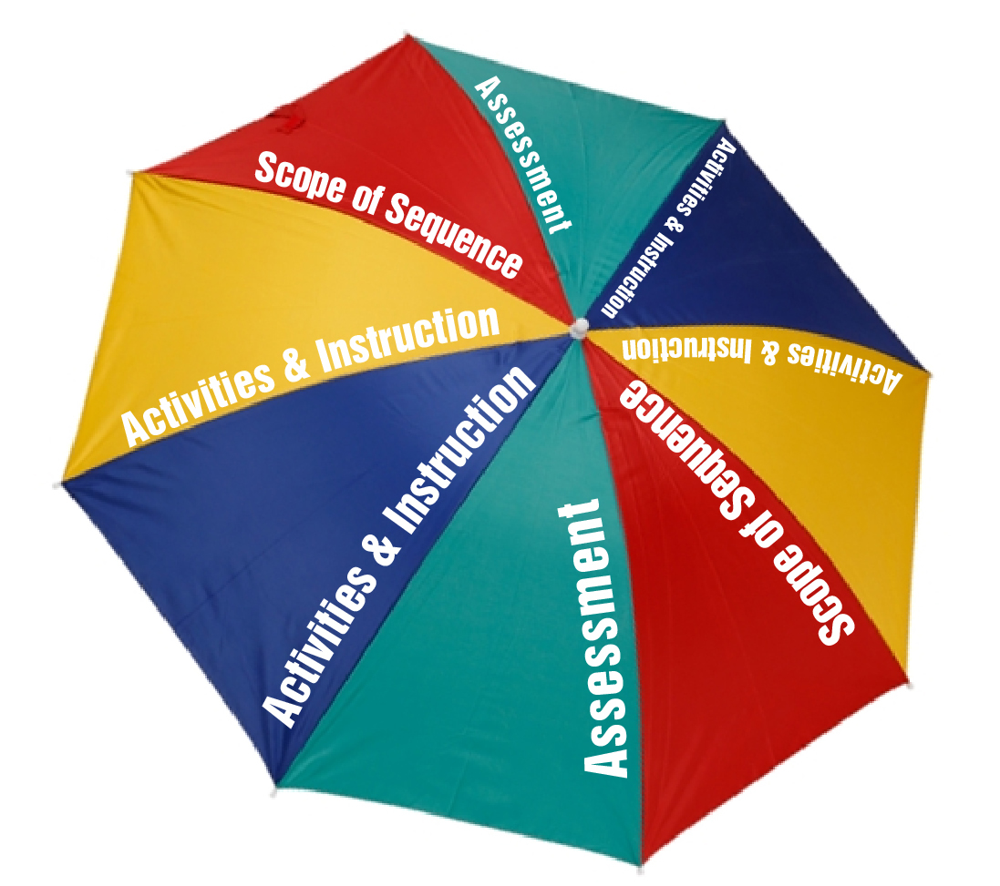 Assessment
Activities & Instruction
Scope of Sequence
Activities & Instruction
Activities & Instruction
Scope of Sequence
Activities & Instruction
Assessment